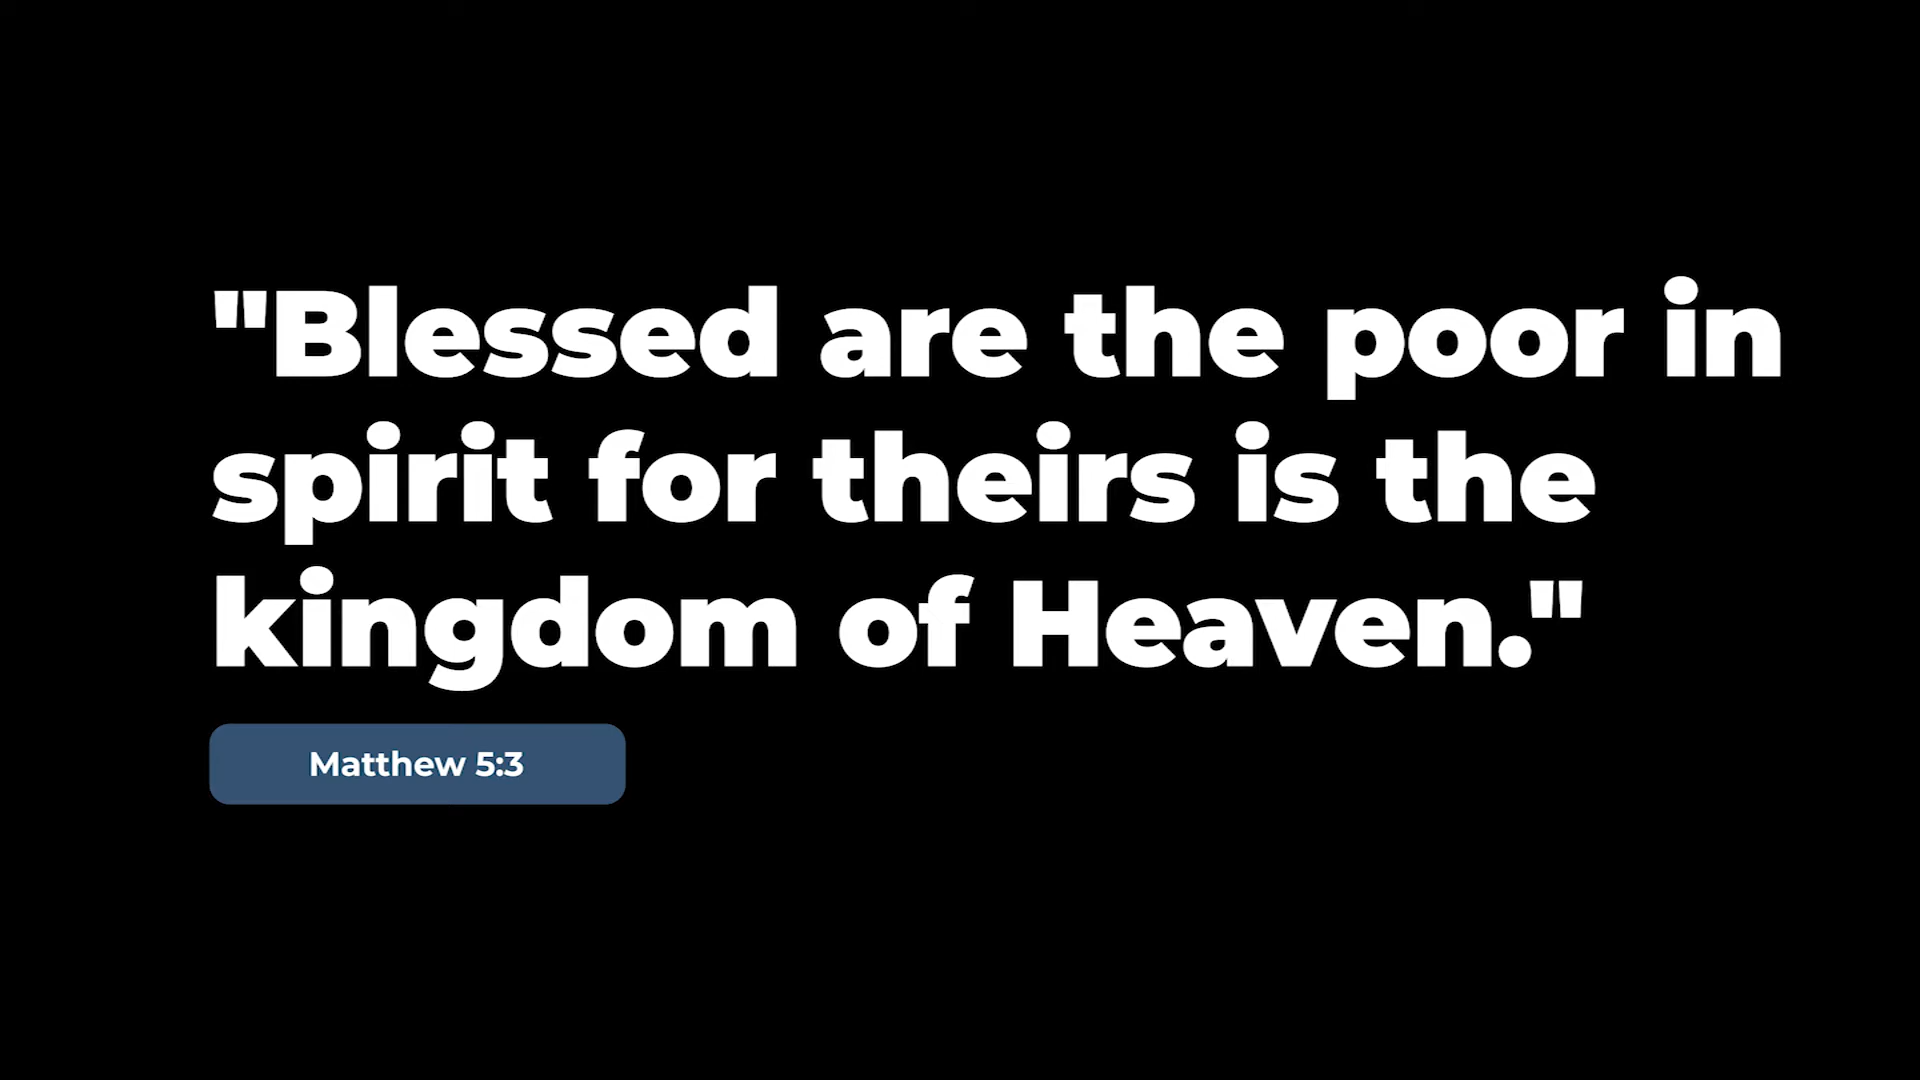 "Blessed are the poor in
spirit for theirs is the
kingdom of Heaven."
Matthew 5:3